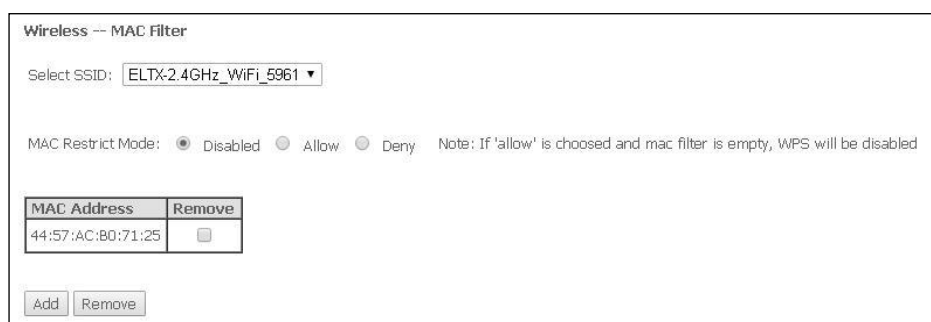 Wireless -- MAC Filter
Select SSID: ELTX-2.4GHz_WiFi_5961
MAC Restrict Mode: Disabled Allow Deny Note: If 'allow' is choosed and mac filter is empty, WPS will be disabled
MAC Address Remove
44:57:AC:B0:71:25
Add Remove